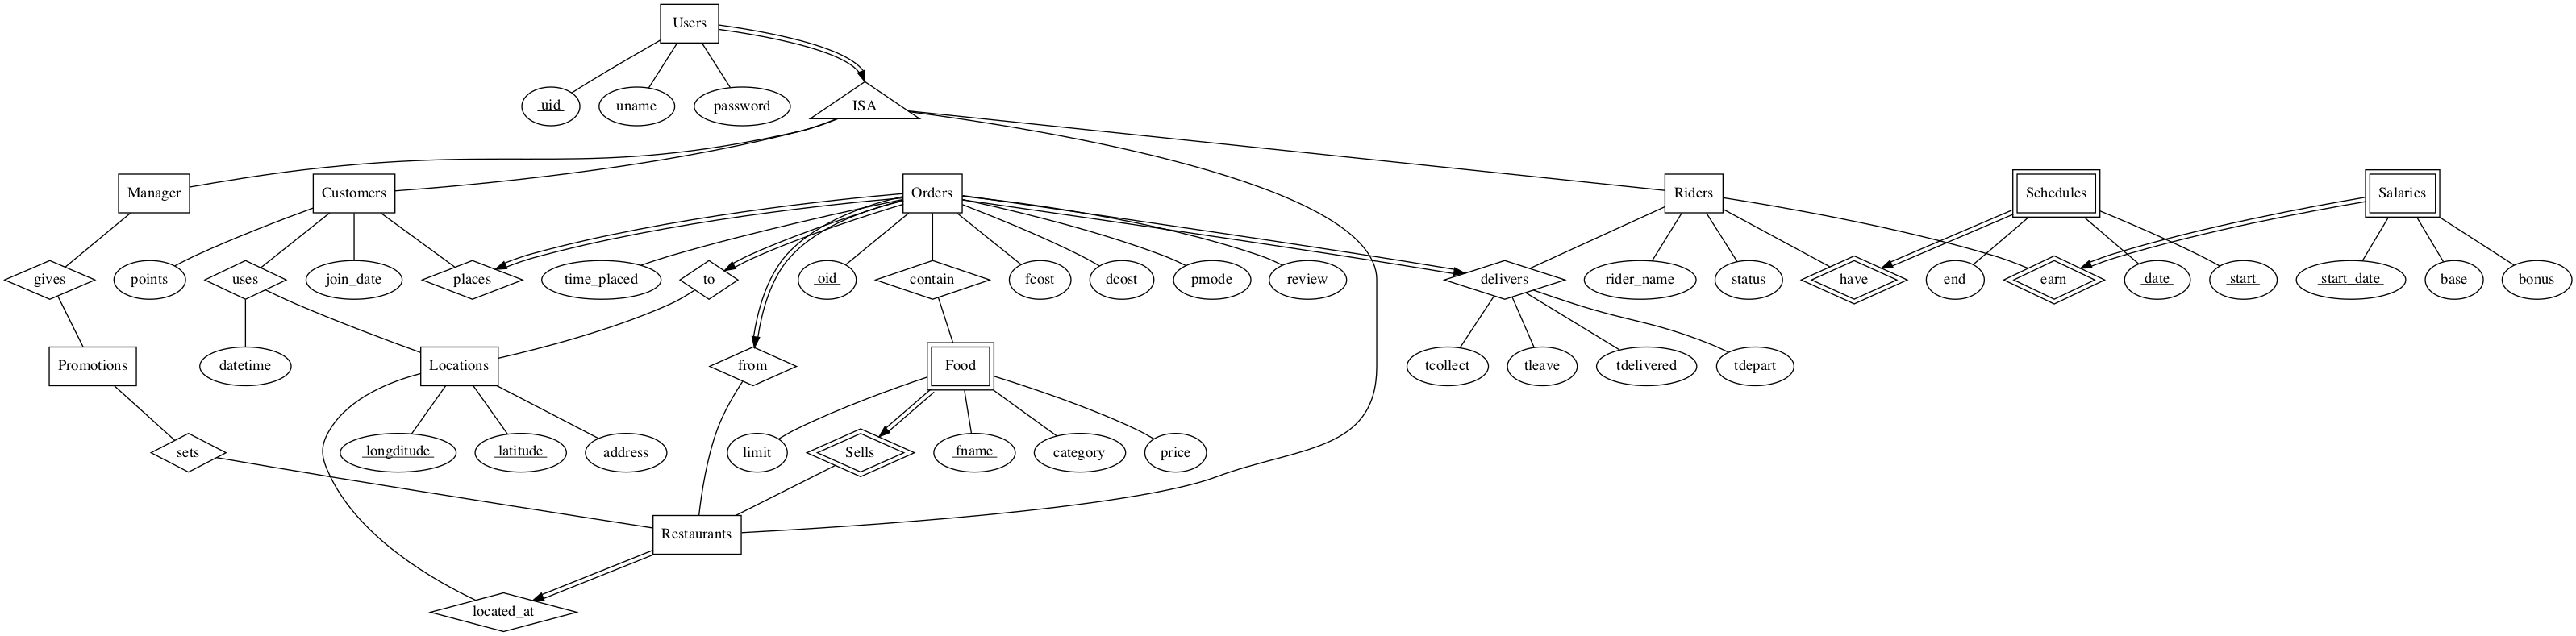 Users
uid
uname
password
ISA
Manager
Customers
Orders
Riders
Schedules
Salaries
gives
points
uses
join_date
places
time_placed
to
oid
contain
fcost
dcost
pmode
review
delivers
rider_name
status
have
end
earn
date
start
start_date
base
bonus
Promotions
datetime
Locations
from
Food
tcollect
tleave
tdelivered
tdepart
sets
longditude
latitude
address
limit
Sells
fname
category
price
Restaurants
located_at